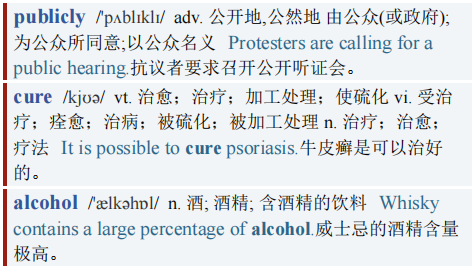 publicly /'pʌblɪklɪ/ adv. 公开地,公然地 由公众(或政府);
为公众所同意;以公众名义 Protesters are calling for a
public hearing.抗议者要求召开公开听证会。
cure /kjʊə/ vt. 治愈；治疗；加工处理；使硫化 vi. 受治
疗；痊愈；治病；被硫化；被加工处理 n. 治疗；治愈；
疗法 It is possible to cure psoriasis.牛皮癣是可以治好
的。
alcohol /'ælkəhɒl/ n. 酒; 酒精; 含酒精的饮料 Whisky
contains a large percentage of alcohol.威士忌的酒精含量
极高。